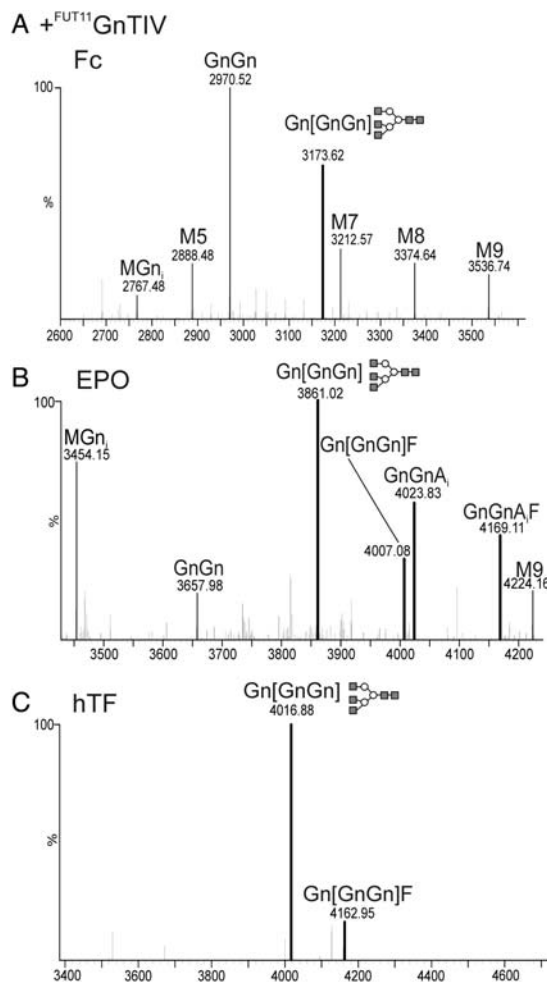 A +FUT11GnTIV
Fc
GnGn
2970.52
100
Gn[GnGn]
3173.62
%
M5
2888.48
M7
3212.57
M8
3374.64
M9
3536.74
MGni
2767.48
2600 2700 2800 2900 3000 3100 3200 3300 3400 3500
B EPO
Gn[GnGn]
3861.02
100
MGni
3454.15
Gn[GnGn]F
GnGnAi
4023.83
%
GnGn
3657.98
4007.08
GnGnAiF
4169.11
M9
4224.16
3500 3600 3700 3800 3900 4000 4100 4200
C hTF
Gn[GnGn]
4016.88
100
%
Gn[GnGn]F
4162.95
3400 3600 3800 4000 4200 4400 4600